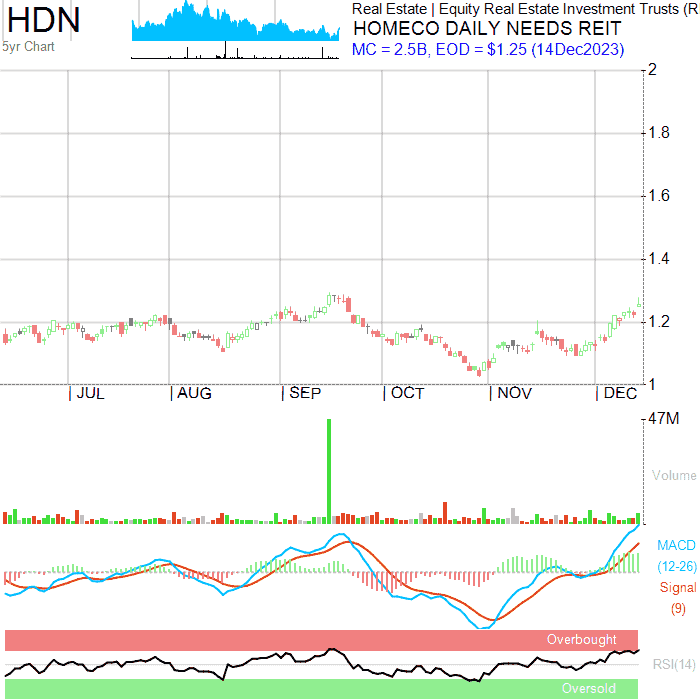 HDN
5yr Chart
Real Estate | Equity Real Estate Investment Trusts (R
HOMECO DAILY NEEDS REIT
MC = 2.5B, EOD = $1.25 (14Dec2023)
2
1.8
1.6
1.4
1.2
1
JUL AUG SEP OCT NOV DEC
47M
Volume
MACD
(12-26)
Signal
(9)
Overbought
RSI(14)
Oversold